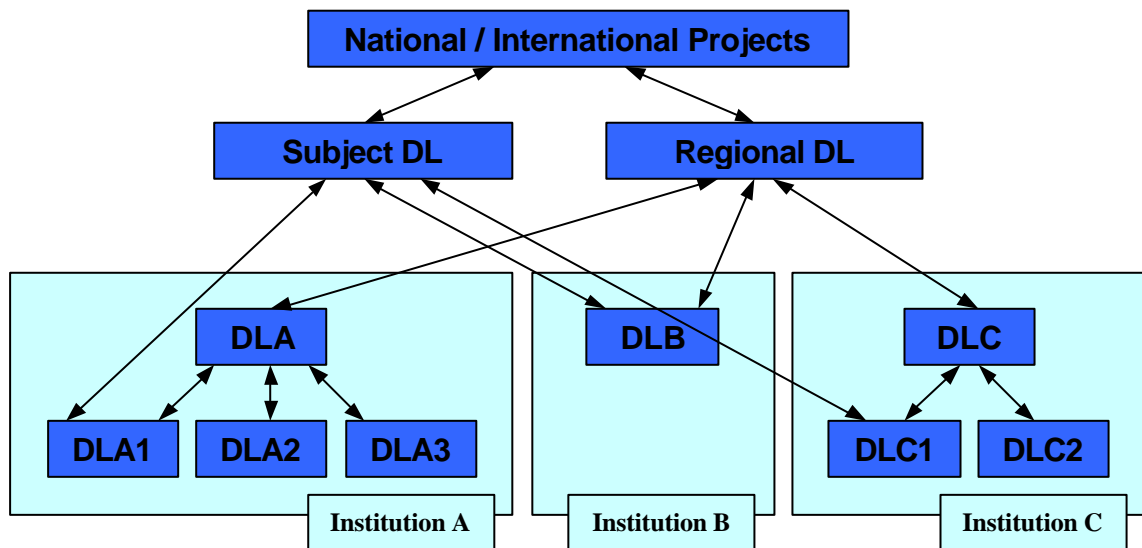 National / International Projects
Subject DL
Regional DL
DLA
DLB
DLC
DLA1
DLA2
DLA3
DLC1
DLC2
Institution A
Institution B
Institution C